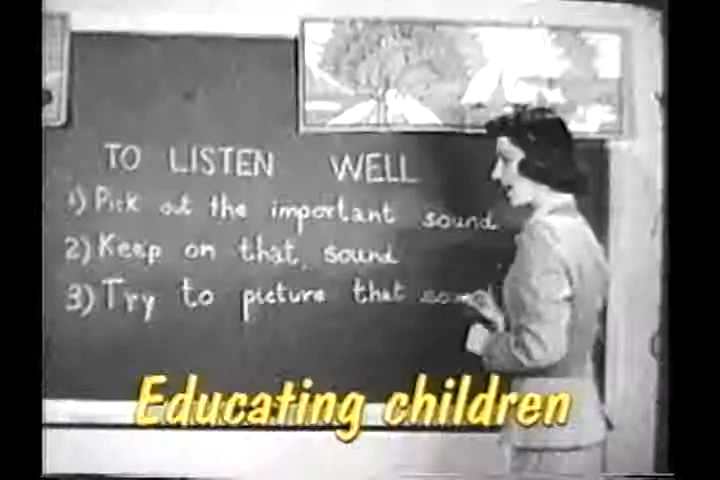 TO LISTEN WELL
1) Pick out the important sound
2) Keep on that sound
3) Try to picture that sound
Educating children